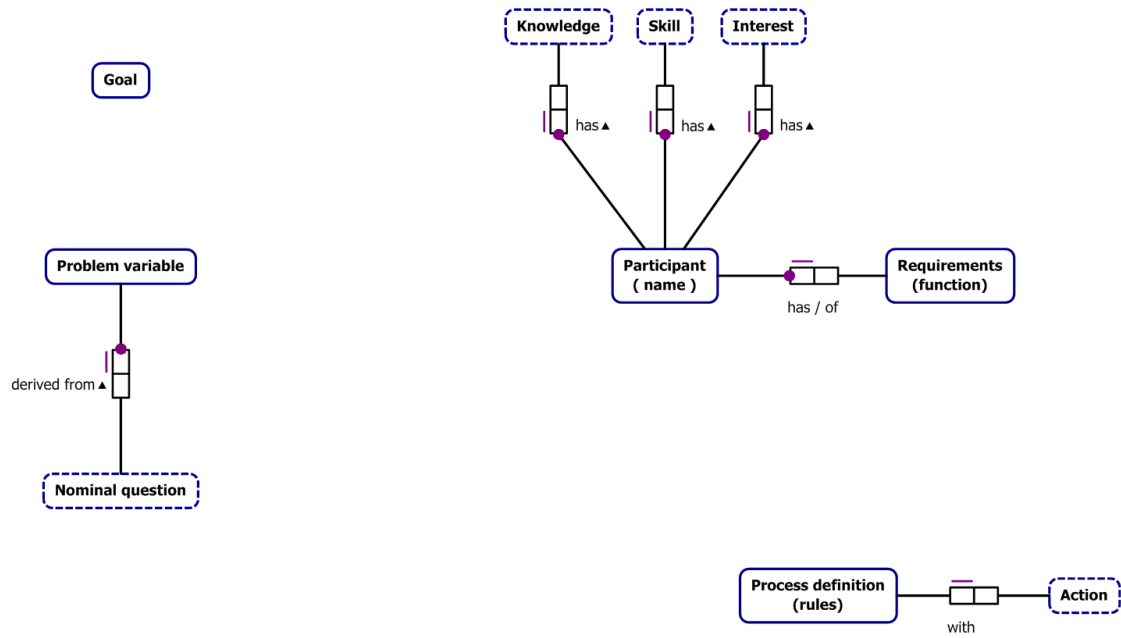 Knowledge
Skill
Interest
Goal
has ▲
has ▲
has ▲
Problem variable
Participant
( name )
Requirements
(function)
has / of
derived from ▲
Nominal question
Process definition
(rules)
Action
with